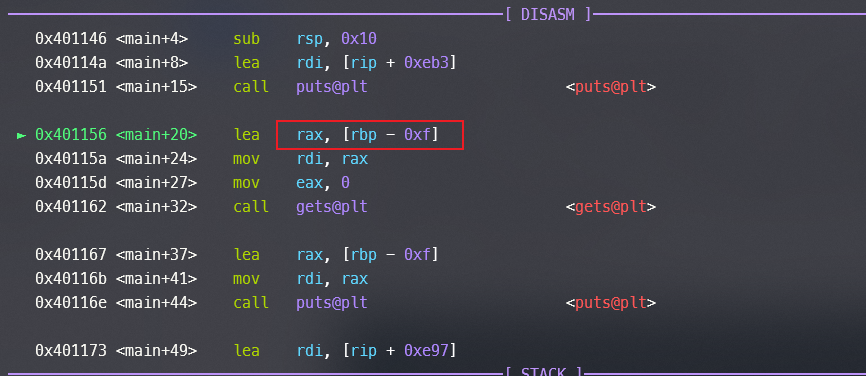 [ DISASM ]
0x401146 <main+4> sub rsp, 0x10
0x40114a <main+8> lea rdi, [rip + 0xeb3]
0x401151 <main+15> call puts@plt <puts@plt>
► 0x401156 <main+20> lea rax, [rbp - 0xf]
0x40115a <main+24> mov rdi, rax
0x40115d <main+27> mov eax, 0
0x401162 <main+32> call gets@plt <gets@plt>
0x401167 <main+37> lea rax, [rbp - 0xf]
0x40116b <main+41> mov rdi, rax
0x40116e <main+44> call puts@plt <puts@plt>
0x401173 <main+49> lea rdi, [rip + 0xe97]
[ STACK ]